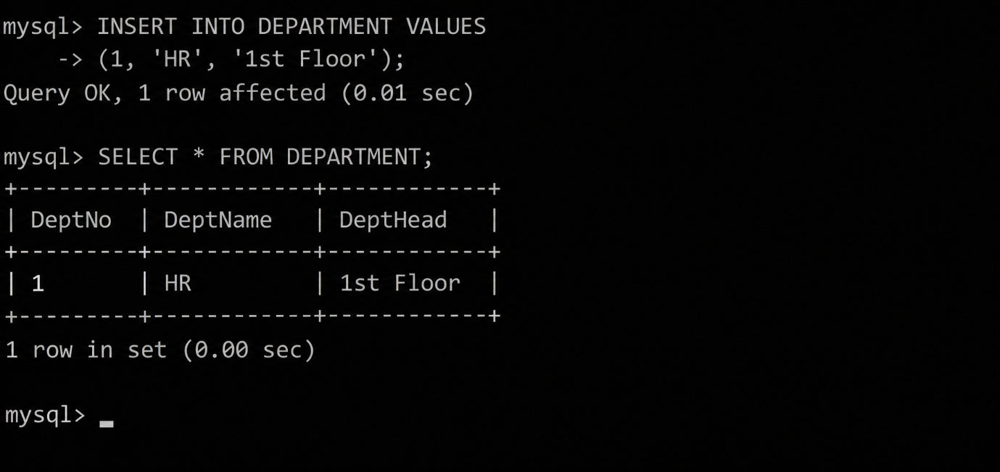 mysql> INSERT INTO DEPARTMENT VALUES
    -> (1, 'HR', '1st Floor');
Query OK, 1 row affected (0.01 sec)

mysql> SELECT * FROM DEPARTMENT;
+---------+------------+------------+
| DeptNo  | DeptName   | DeptHead   |
+---------+------------+------------+
| 1       | HR         | 1st Floor  |
+---------+------------+------------+
1 row in set (0.00 sec)

mysql> _